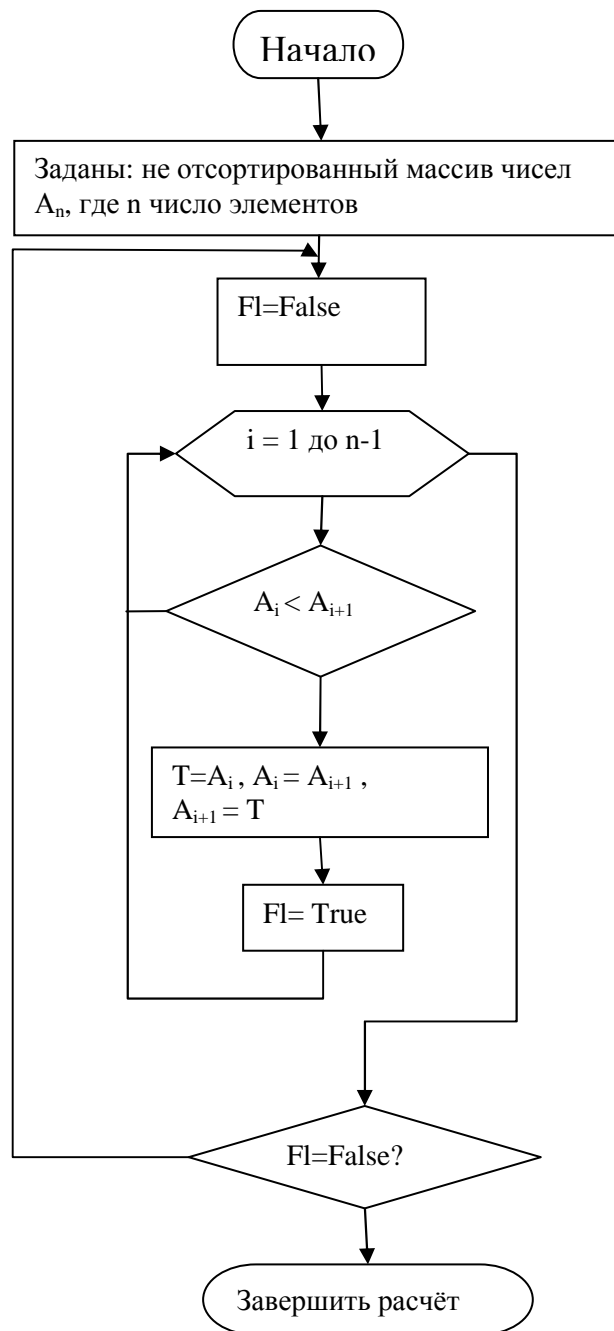 Начало
Заданы: не отсортированный массив чисел
Aₙ, где n число элементов
Fl=False
i = 1 до n-1
Aᵢ < Aᵢ₊₁
T=Aᵢ , Aᵢ = Aᵢ₊₁ ,
Aᵢ₊₁ = T
Fl= True
Fl=False?
Завершить расчёт